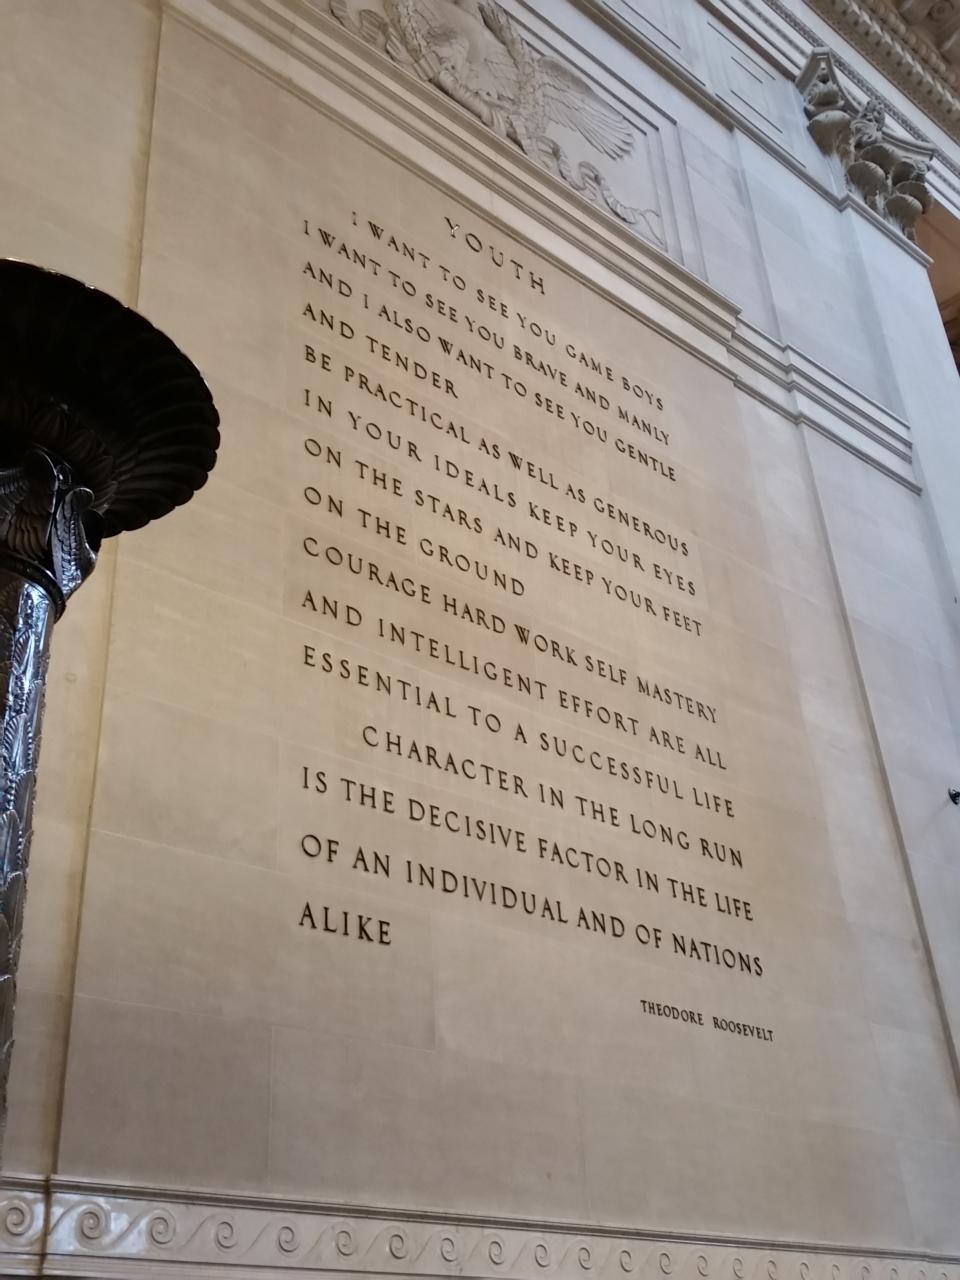 YOUTH
I WANT TO SEE YOU GAME BOYS
I WANT TO SEE YOU BRAVE AND MANLY
AND I ALSO WANT TO SEE YOU GENTLE
AND TENDER
BE PRACTICAL AS WELL AS GENEROUS
IN YOUR IDEALS KEEP YOUR EYES
ON THE STARS AND KEEP YOUR FEET
ON THE GROUND
COURAGE HARD WORK SELF MASTERY
AND INTELLIGENT EFFORT ARE ALL
ESSENTIAL TO A SUCCESSFUL LIFE
CHARACTER IN THE LONG RUN
IS THE DECISIVE FACTOR IN THE LIFE
OF AN INDIVIDUAL AND OF NATIONS
ALIKE
THEODORE ROOSEVELT